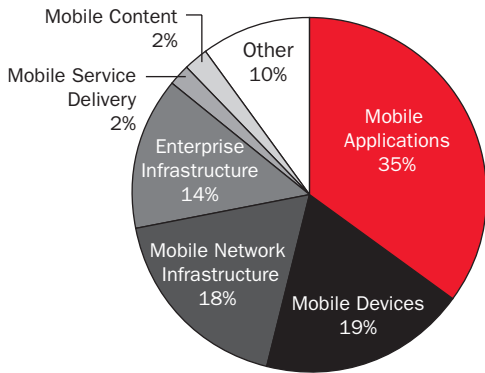 Mobile Content
2%
Mobile Service
Delivery
2%
Other
10%
Mobile
Applications
35%
Enterprise
Infrastructure
14%
Mobile Network
Infrastructure
18%
Mobile Devices
19%